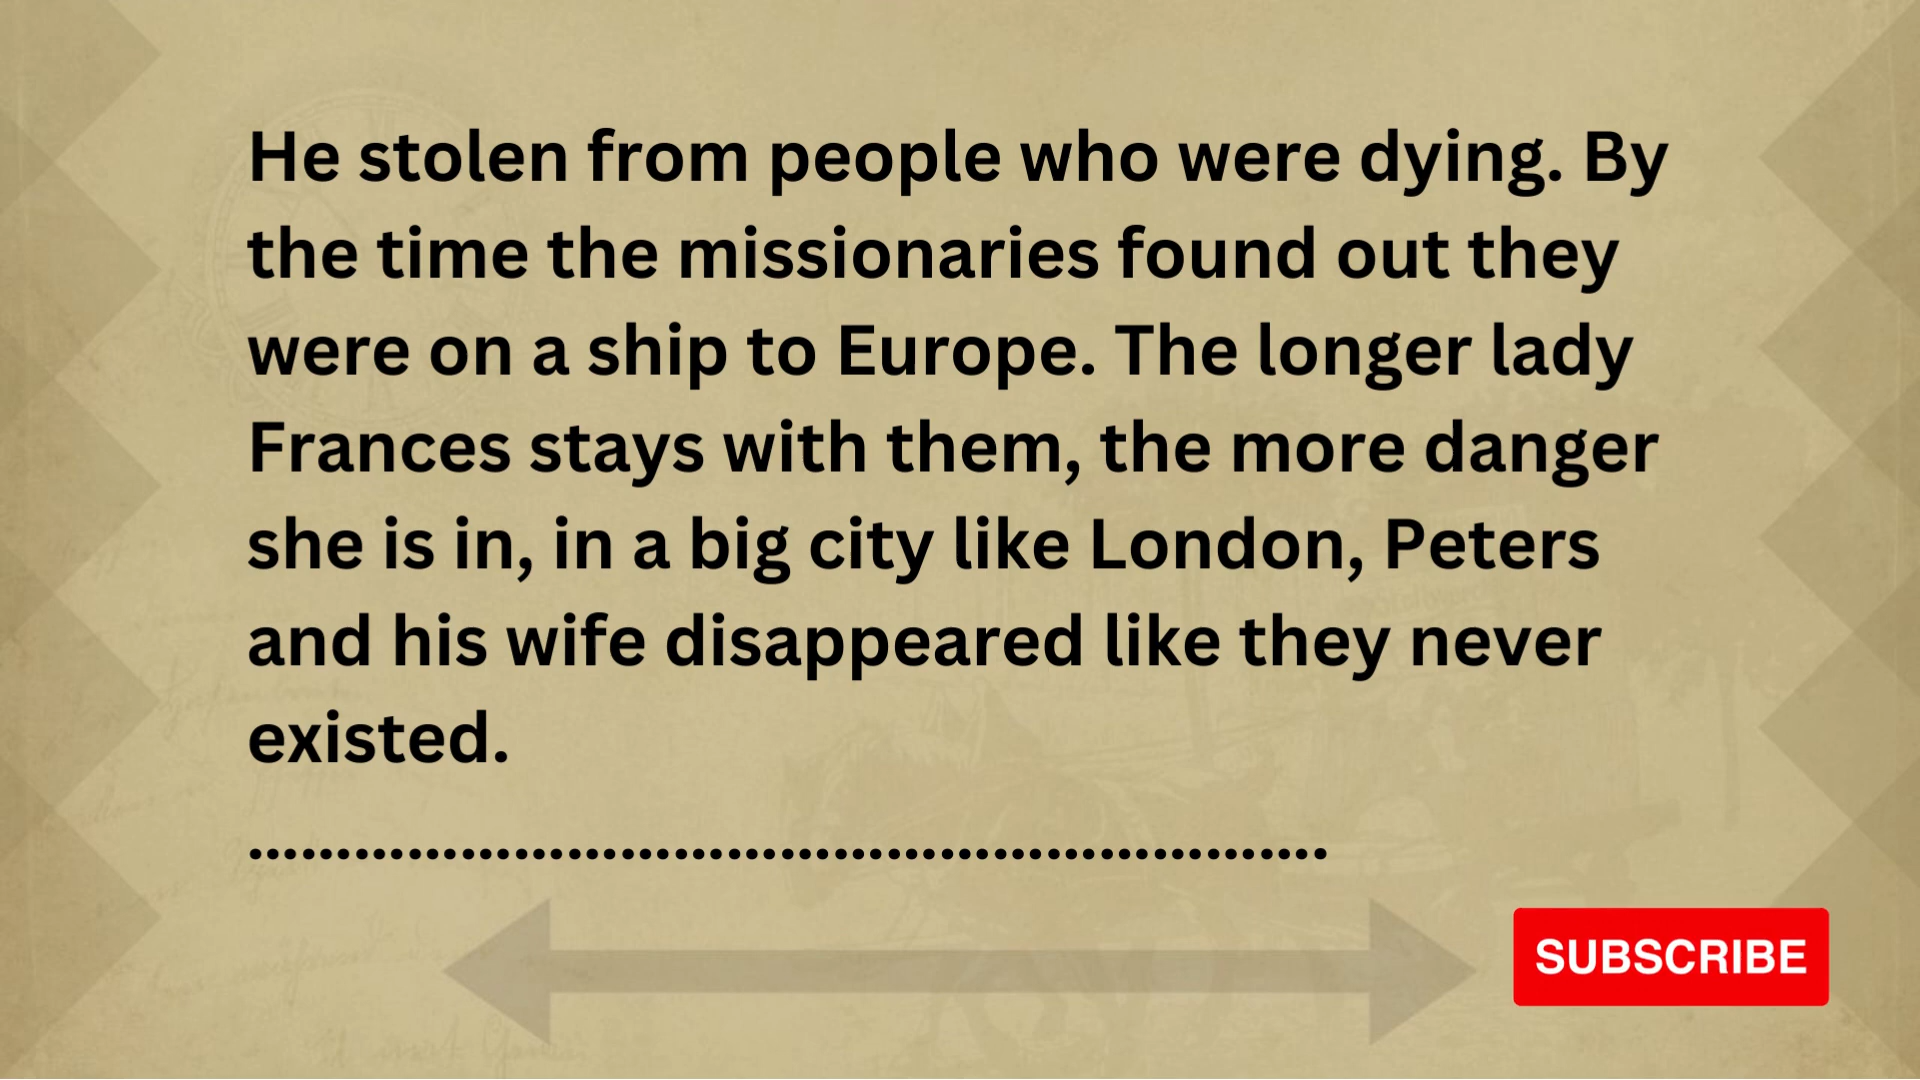 He stolen from people who were dying. By
the time the missionaries found out they
were on a ship to Europe. The longer lady
Frances stays with them, the more danger
she is in, in a big city like London, Peters
and his wife disappeared like they never
existed.
.............................................................
SUBSCRIBE